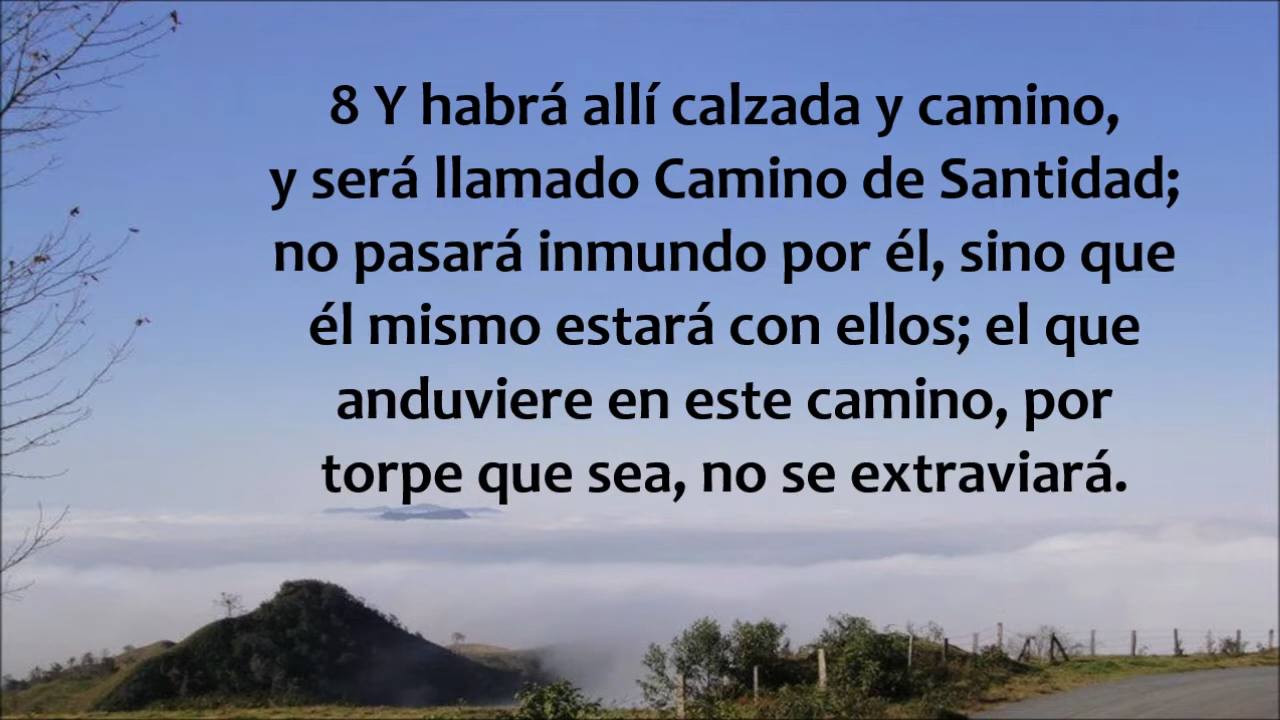 8 Y habrá allí calzada y camino,
y será llamado Camino de Santidad;
no pasará inmundo por él, sino que
él mismo estará con ellos; el que
anduviere en este camino, por
torpe que sea, no se extraviará.